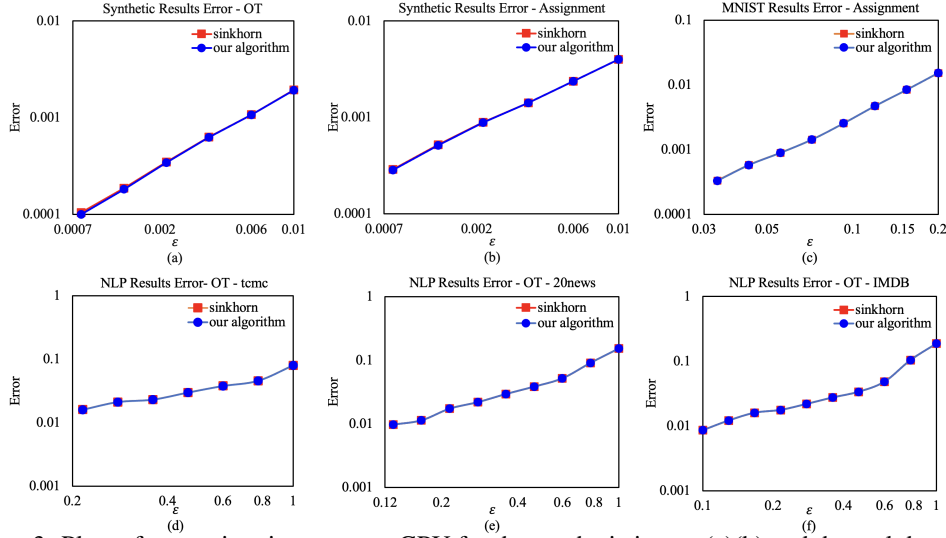 Synthetic Results Error - OT
0.01
0.001
0.0001
Error
sinkhorn
our algorithm
0.0007
0.002
0.006
0.01
ε
(a)
Synthetic Results Error - Assignment
0.01
0.001
0.0001
Error
sinkhorn
our algorithm
0.0007
0.002
0.006
0.01
ε
(b)
MNIST Results Error - Assignment
0.1
0.01
0.001
0.0001
Error
sinkhorn
our algorithm
0.03
0.05
0.1
0.15
0.2
ε
(c)
NLP Results Error- OT - tcmc
1
0.1
0.01
0.001
Error
sinkhorn
our algorithm
0.2
0.4
0.6
0.8
1
ε
(d)
NLP Results Error - OT - 20news
1
0.1
0.01
0.001
Error
sinkhorn
our algorithm
0.12
0.2
0.4
0.6
0.8
1
ε
(e)
NLP Results Error - OT - IMDB
1
0.1
0.01
0.001
Error
sinkhorn
our algorithm
0.1
0.2
0.4
0.6
0.8
1
ε
(f)